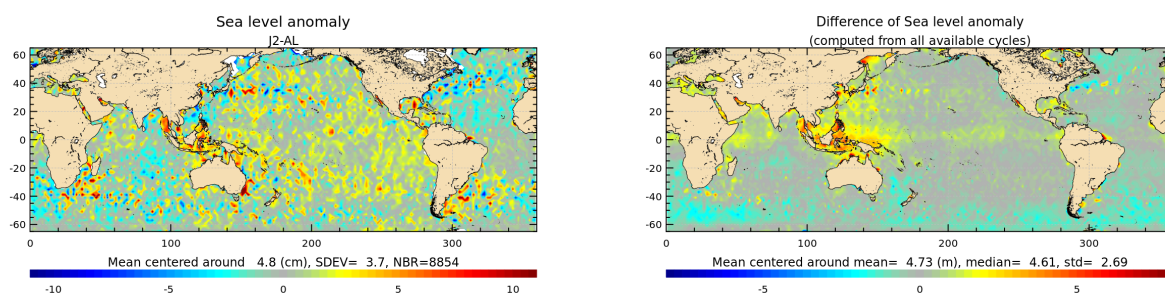 Sea level anomaly
J2-AL
60
40
20
0
-20
-40
-60
0 100 200 300
Mean centered around 4.8 (cm), SDEV= 3.7, NBR=8854
-10 -5 0 5 10
Difference of Sea level anomaly
(computed from all available cycles)
60
40
20
0
-20
-40
-60
0 100 200 300
Mean centered around mean= 4.73 (m), median= 4.61, std= 2.69
-5 0 5